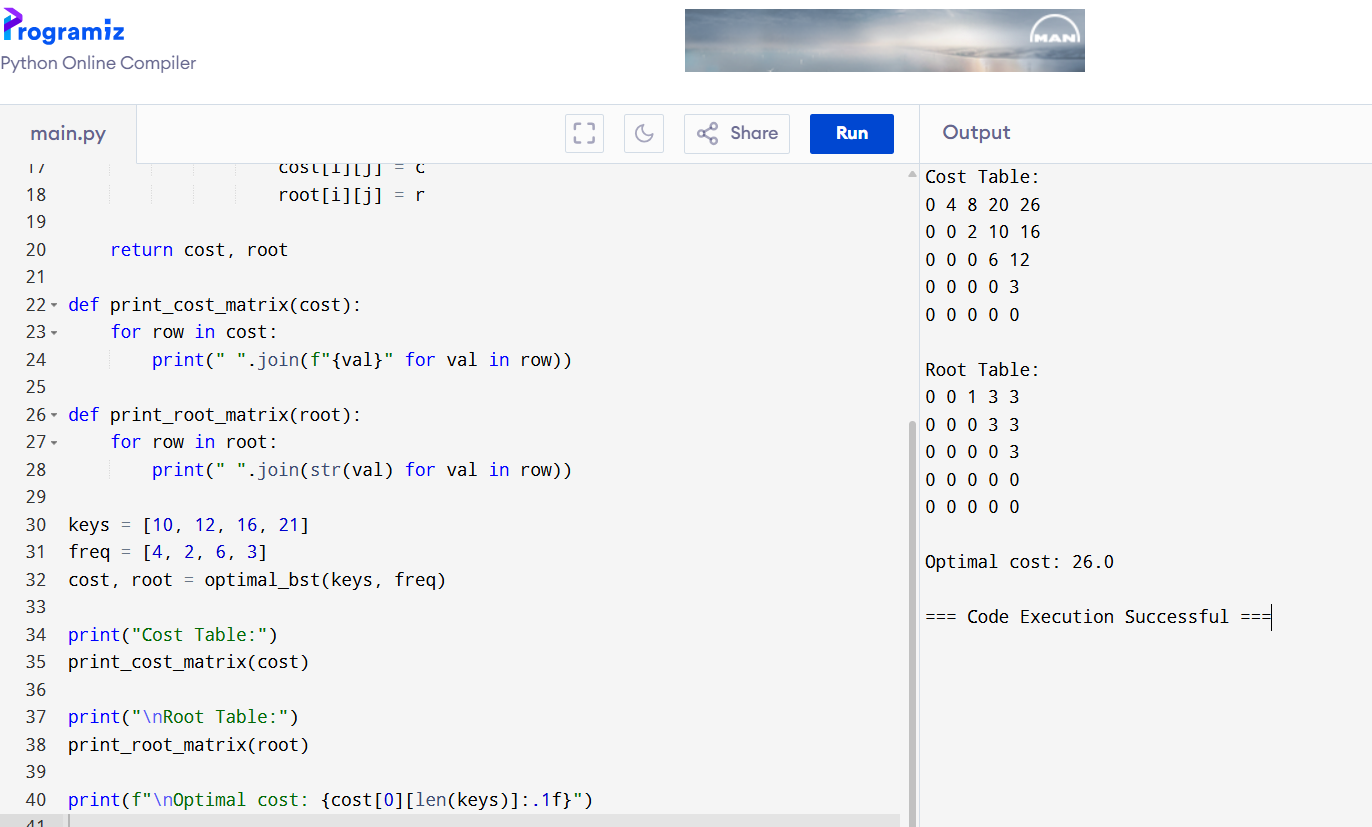 Programiz
Python Online Compiler
MAN
main.py
Share
Run
Output
17                     cost[i][j] = c
18                     root[i][j] = r
19
20     return cost, root
21
22 def print_cost_matrix(cost):
23     for row in cost:
24         print(" ".join(f"{val}" for val in row))
25
26 def print_root_matrix(root):
27     for row in root:
28         print(" ".join(str(val) for val in row))
29
30 keys = [10, 12, 16, 21]
31 freq = [4, 2, 6, 3]
32 cost, root = optimal_bst(keys, freq)
33
34 print("Cost Table:")
35 print_cost_matrix(cost)
36
37 print("\nRoot Table:")
38 print_root_matrix(root)
39
40 print(f"\nOptimal cost: {cost[0][len(keys)]:.1f}")
41
Cost Table:
0 4 8 20 26
0 0 2 10 16
0 0 0 6 12
0 0 0 0 3
0 0 0 0 0
Root Table:
0 0 1 3 3
0 0 0 3 3
0 0 0 0 3
0 0 0 0 0
0 0 0 0 0
Optimal cost: 26.0
=== Code Execution Successful ===